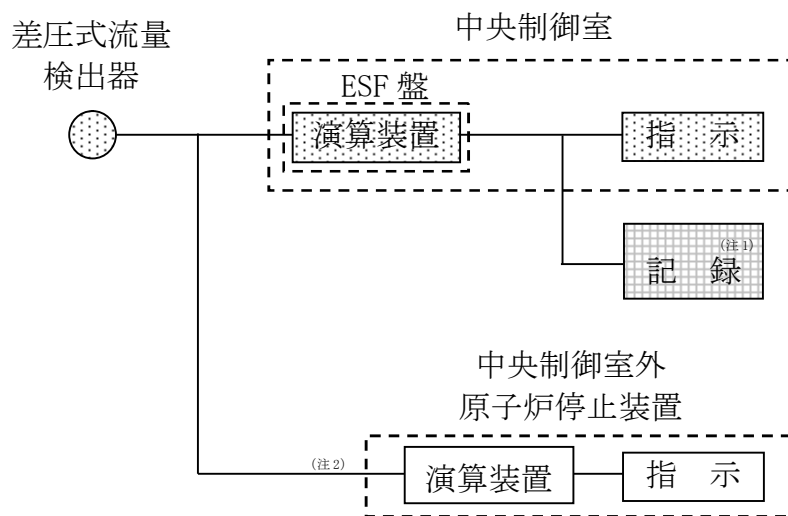 差圧式流量
検出器
中央制御室
ESF 盤
演算装置
指　示
(注1)
記　録
中央制御室外
原子炉停止装置
(注2)
演算装置
指　示